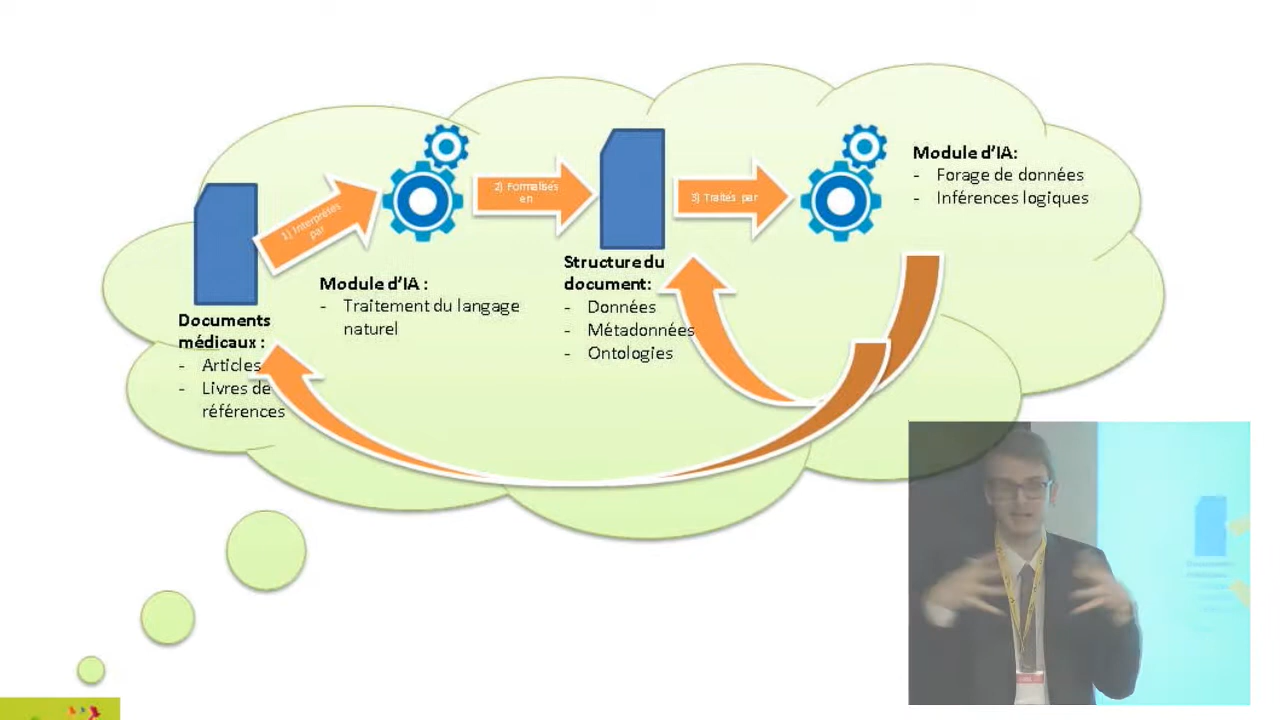 Documents
médicaux :
- Articles
- Livres de
références
1) Interprétés
par
Module d’IA :
- Traitement du langage
naturel
2) Formalisés
en
Structure du
document:
- Données
- Métadonnées
- Ontologies
3) Traités par
Module d’IA:
- Forage de données
- Inférences logiques